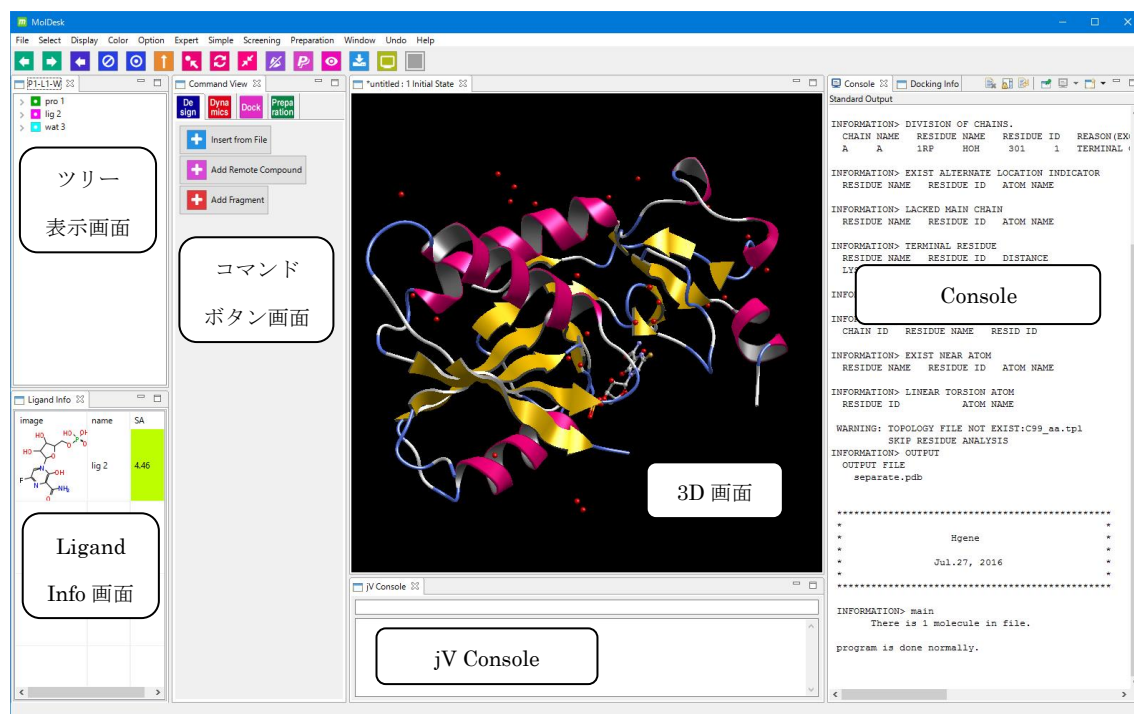 MolDesk
File Select Display Color Option Expert Simple Screening Preparation Window Undo Help
P1-L1-W
pro 1
lig 2
wat 3
ツリー
表示画面
Command View
De
sign
Dyna
mics
Dock
Prepa
ration
Insert from File
Add Remote Compound
Add Fragment
コマンド
ボタン画面
*untitled : 1 Initial State
3D 画面
Ligand Info
image name SA
lig 2 4.46
Ligand
Info 画面
jV Console
jV Console
Console Docking Info
Standard Output
INFORMATION> DIVISION OF CHAINS.
CHAIN NAME RESIDUE NAME RESIDUE ID REASON(EX
A A 1RP HOH 301 1 TERMINAL
INFORMATION> EXIST ALTERNATE LOCATION INDICATOR
RESIDUE NAME RESIDUE ID ATOM NAME
INFORMATION> LACKED MAIN CHAIN
RESIDUE NAME RESIDUE ID ATOM NAME
INFORMATION> TERMINAL RESIDUE
RESIDUE NAME RESIDUE ID DISTANCE
Console
CHAIN ID RESIDUE NAME RESID ID
INFORMATION> EXIST NEAR ATOM
RESIDUE NAME RESIDUE ID ATOM NAME
INFORMATION> LINEAR TORSION ATOM
RESIDUE ID ATOM NAME
WARNING: TOPOLOGY FILE NOT EXIST:C99_aa.tpl
SKIP RESIDUE ANALYSIS
INFORMATION> OUTPUT
OUTPUT FILE
separate.pdb
Hgene
Jul.27, 2016
INFORMATION> main
There is 1 molecule in file.
program is done normally.